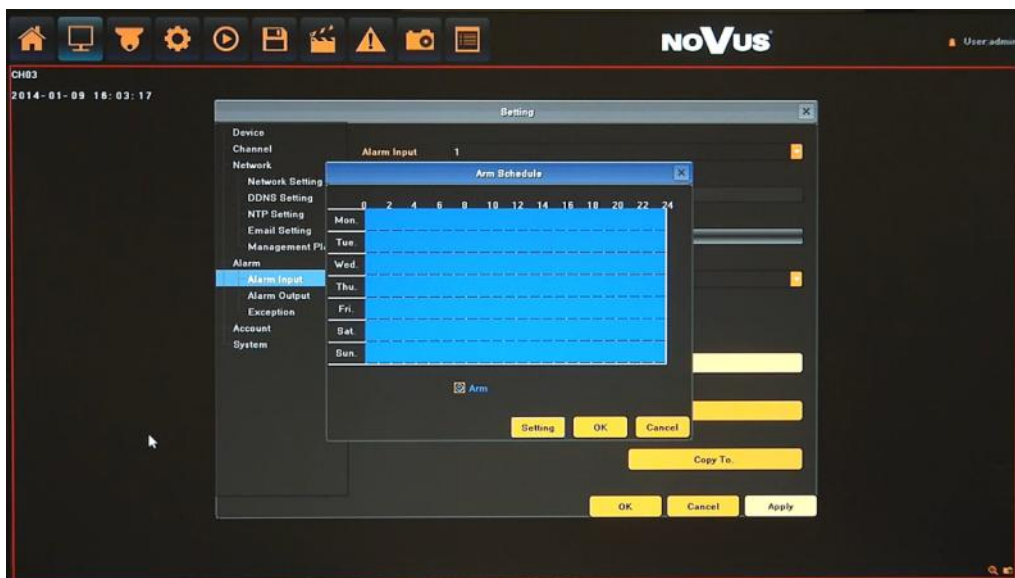 NOVUS
User:admin
CH03
2014-01-09 16:03:17
Setting
Device
Channel
Network
Network Setting
DDNS Setting
NTP Setting
Email Setting
Management
Alarm
Alarm Input
Alarm Output
Exception
Account
System
Alarm Input 1
Arm Schedule
0 2 4 6 8 10 12 14 16 18 20 22 24
Mon.
Tue.
Wed.
Thu.
Fri.
Sat.
Sun.
Arm
Setting OK Cancel
Copy To.
OK Cancel Apply